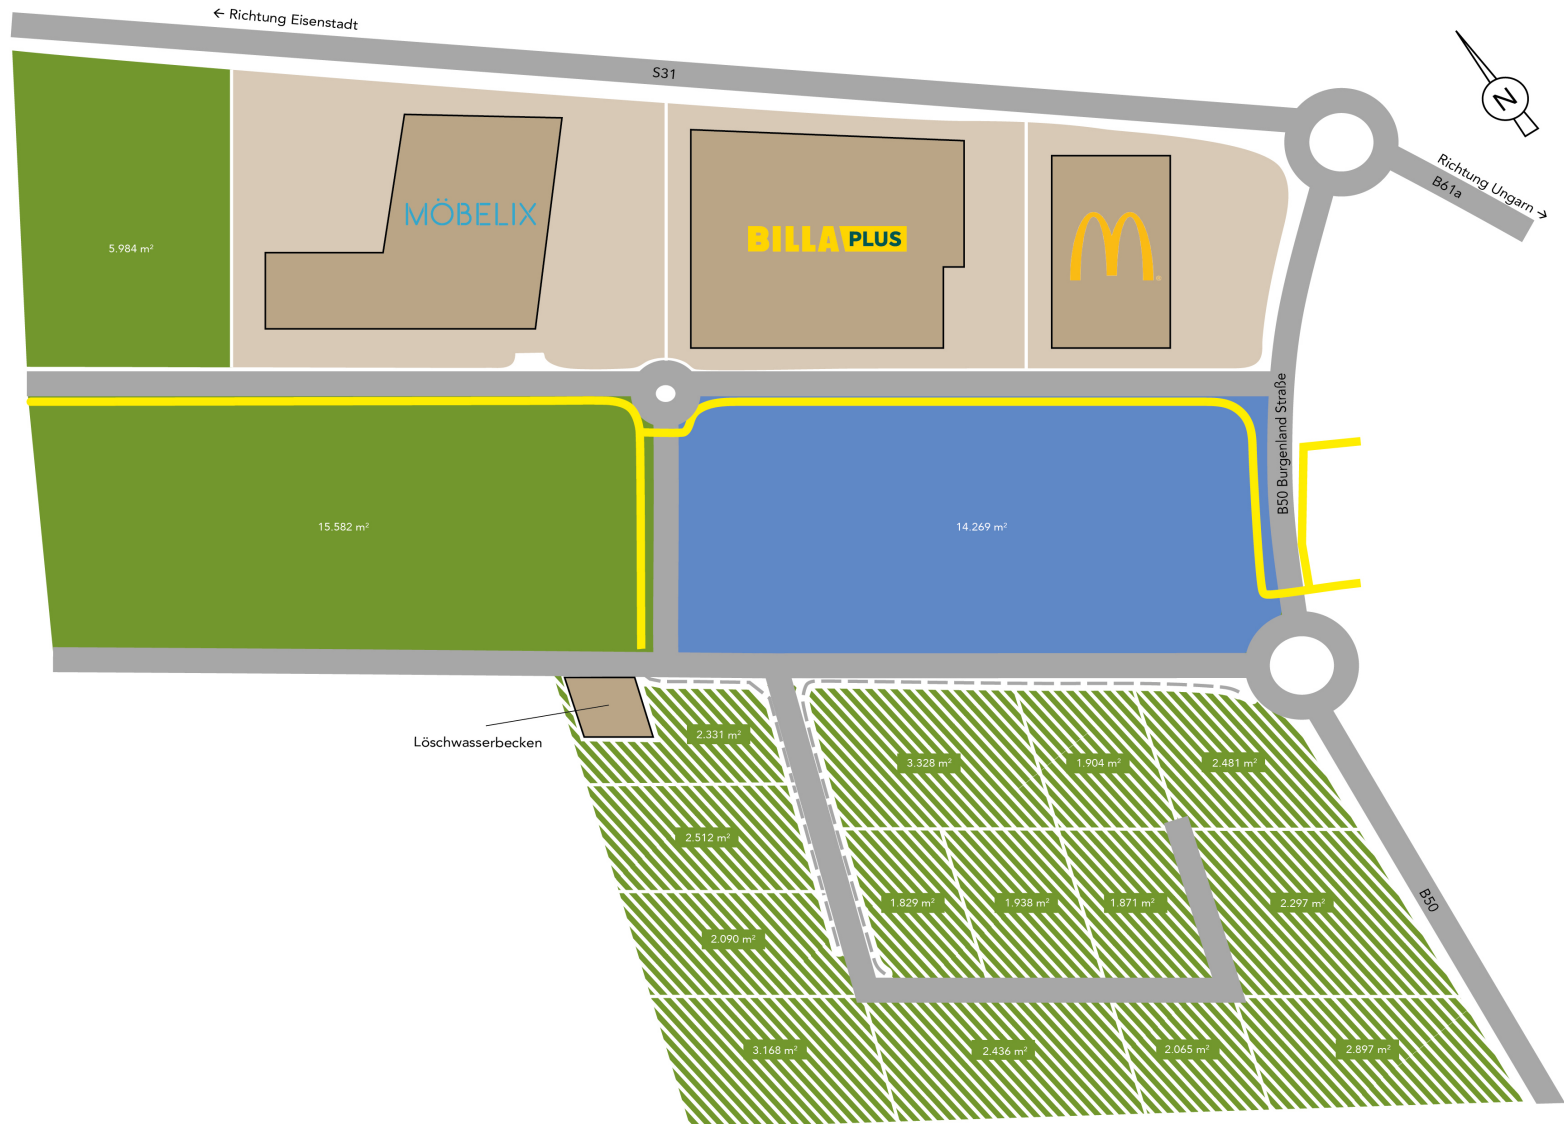 ← Richtung Eisenstadt
S31
N
Richtung Ungarn →
B61a
MÖBELIX
BILLA PLUS
5.984 m²
B50 Burgenland Straße
15.582 m²
14.269 m²
Löschwasserbecken
2.331 m²
3.328 m²
1.904 m²
2.481 m²
2.512 m²
1.829 m²
1.938 m²
1.871 m²
2.297 m²
B50
2.090 m²
3.168 m²
2.436 m²
2.065 m²
2.897 m²